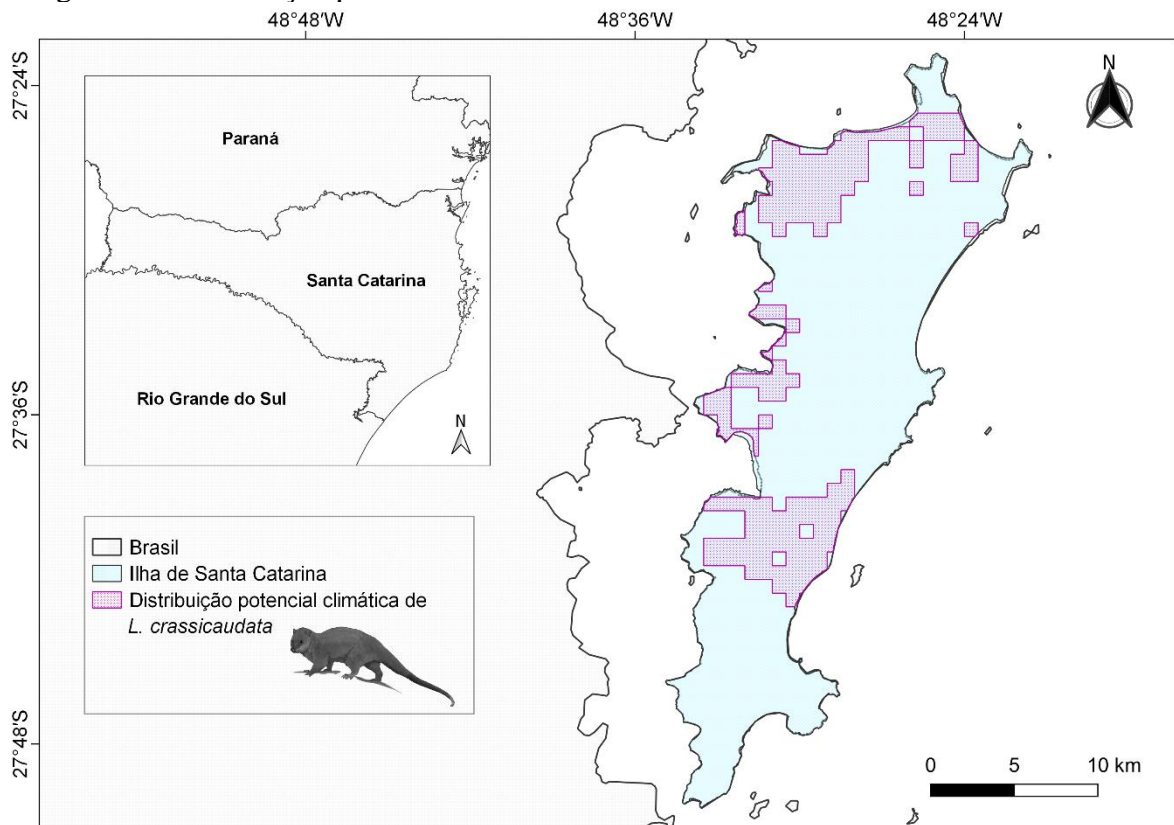 48°48'W
48°36'W
48°24'W
27°24'S
27°36'S
27°48'S
Paraná
Santa Catarina
Rio Grande do Sul
N
N
Brasil
Ilha de Santa Catarina
Distribuição potencial climática de
L. crassicaudata
0 5 10 km